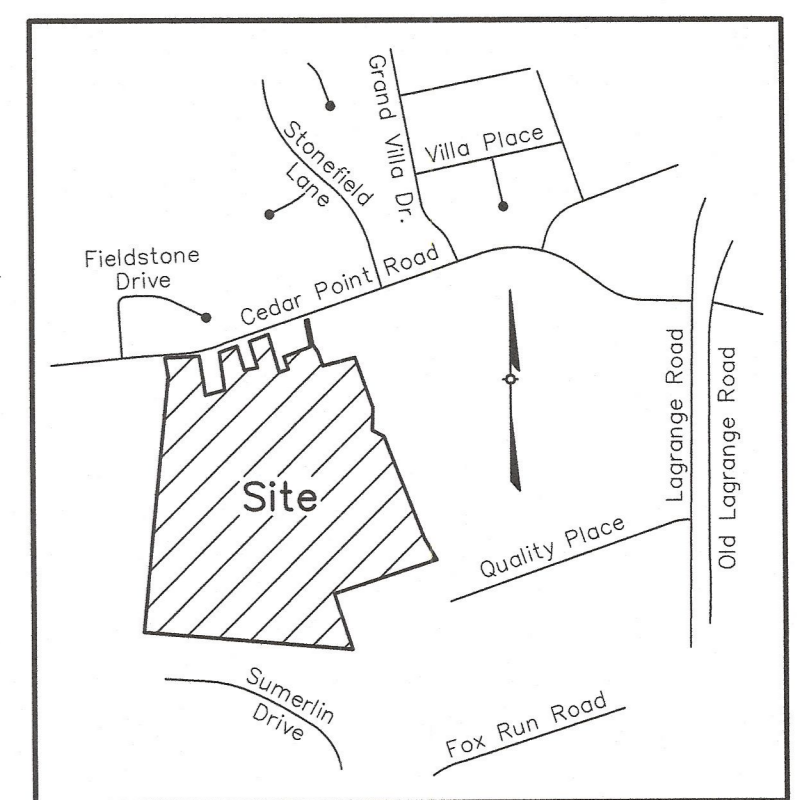 Grand Villa Dr.
Stonefield
Lane
Villa Place
Fieldstone
Drive
Cedar Point Road
Lagrange Road
Old Lagrange Road
Site
Quality Place
Sumerlin
Drive
Fox Run Road